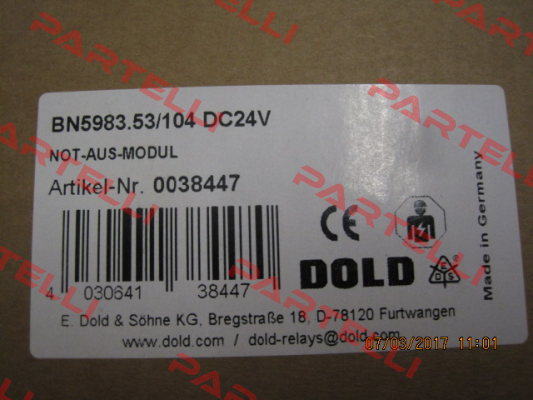 BN5983.53/104 DC24V
NOT-AUS-MODUL
Artikel-Nr. 0038447
4 030641 38447
CE
DOLD
Made in Germany
E. Dold & Söhne KG, Bregstraße 18, D-78120 Furtwangen
www.dold.com / dold-relays@dold.com
07/03/2017 11:01
PARTELLI
PARTELLI
PARTELLI
PARTELLI
PARTELLI
PARTELLI